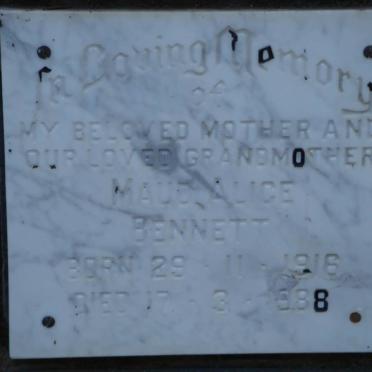 In Loving Memory
of
MY BELOVED MOTHER AND
OUR LOVED GRANDMOTHER
MAUD ALICE
BENNETT
BORN 29 - 11 - 1916
DIED 17 - 3 - 1988